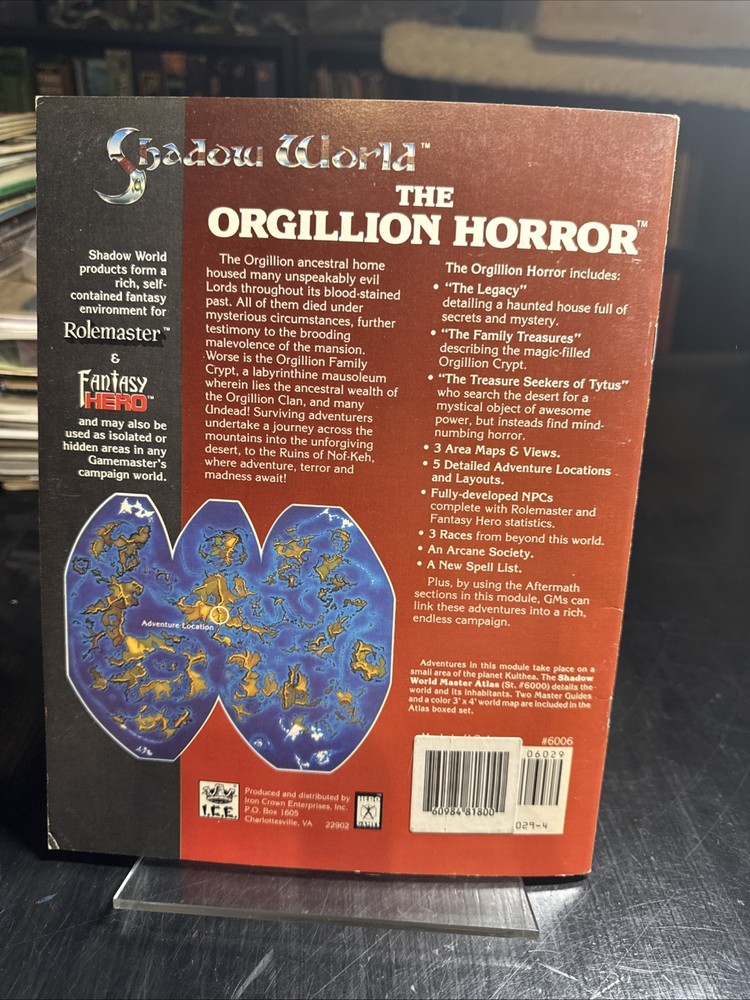 Shadow World™
THE
ORGILLION HORROR™
Shadow World
products form a
rich, self-
contained fantasy
environment for
Rolemaster™
&
Fantasy
HERO™
and may also be
used as isolated or
hidden areas in any
Gamemaster's
campaign world.
The Orgillion ancestral home
housed many unspeakably evil
Lords throughout its blood-stained
past. All of them died under
mysterious circumstances, further
testimony to the brooding
malevolence of the mansion.
Worse is the Orgillion Family
Crypt, a labyrinthine mausoleum
wherein lies the ancestral wealth of
the Orgillion Clan, and many
Undead! Surviving adventurers
undertake a journey across the
mountains into the unforgiving
desert, to the Ruins of Nof-Keh,
where adventure, terror and
madness await!
The Orgillion Horror includes:
• "The Legacy"
detailing a haunted house full of
secrets and mystery.
• "The Family Treasures"
describing the magic-filled
Orgillion Crypt.
• "The Treasure Seekers of Tytus"
who search the desert for a
mystical object of awesome
power, but insteads find mind-
numbing horror.
• 3 Area Maps & Views.
• 5 Detailed Adventure Locations
and Layouts.
• Fully-developed NPCs
complete with Rolemaster and
Fantasy Hero statistics.
• 3 Races from beyond this world.
• An Arcane Society.
• A New Spell List.
Plus, by using the Aftermath
sections in this module, GMs can
link these adventures into a rich,
endless campaign.
Adventure Location
Adventures in this module take place on a
small area of the planet Kulthea. The Shadow
World Master Atlas (St. #6000) details the
world and its inhabitants. Two Master Guides
and a color 3' x 4' world map are included in the
Atlas boxed set.
#6006
06029
60984 81800
029-4
I.C.E.
Produced and distributed by
Iron Crown Enterprises, Inc.
P.O. Box 1605
Charlottesville, VA 22902
HERO